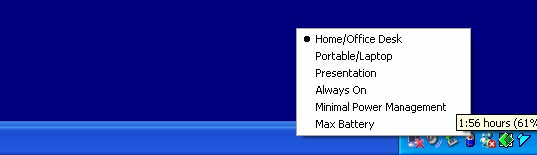 Home/Office Desk
Portable/Laptop
Presentation
Always On
Minimal Power Management
Max Battery
1:56 hours (61%